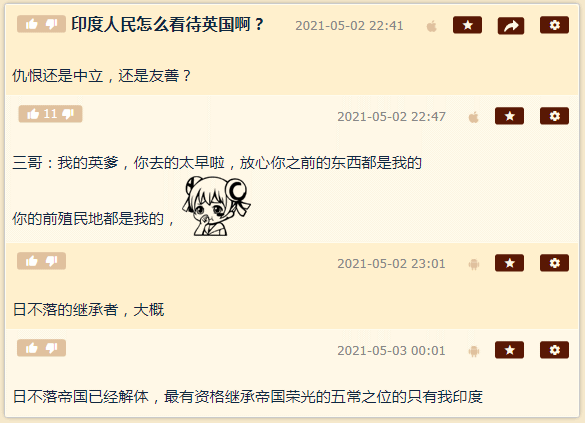 印度人民怎么看待英国啊？ 2021-05-02 22:41
仇恨还是中立，还是友善？
11 2021-05-02 22:47
三哥：我的英爹，你去的太早啦，放心你之前的东西都是我的
你的前殖民地都是我的，
2021-05-02 23:01
日不落的继承者，大概
2021-05-03 00:01
日不落帝国已经解体，最有资格继承帝国荣光的五常之位的只有我印度